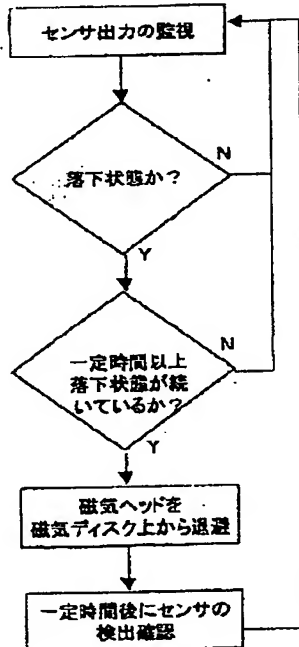 センサ出力の監視
落下状態か?
N
Y
一定時間以上
落下状態が続
いているか?
N
Y
磁気ヘッドを
磁気ディスク上から退避
一定時間後にセンサの
検出確認